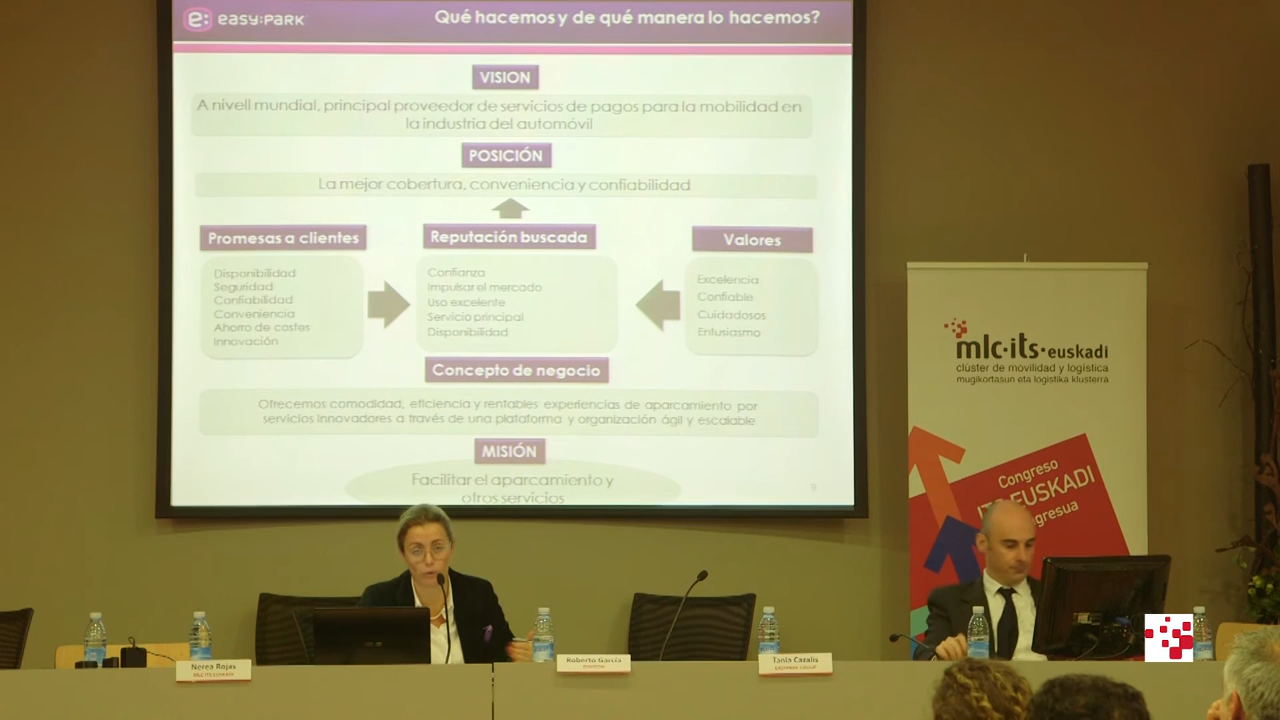 e: easy:park
Qué hacemos y de qué manera lo hacemos?
VISION
A nivell mundial, principal proveedor de servicios de pagos para la mobilidad en
la industria del automóvil
POSICIÓN
La mejor cobertura, conveniencia y confiabilidad
Promesas a clientes
Disponibilidad
Seguridad
Confiabilidad
Conveniencia
Ahorro de costes
Innovación
Reputación buscada
Confianza
Impulsar el mercado
Uso excelente
Servicio principal
Disponibilidad
Valores
Excelencia
Confiable
Cuidadosos
Entusiasmo
Concepto de negocio
Ofrecemos comodidad, eficiencia y rentables experiencias de aparcamiento por
servicios innovadores a través de una plataforma y organización ágil y escalable
MISIÓN
Facilitar el aparcamiento y
otros servicios
mlc·its·euskadi
clúster de movilidad y logística
mugikortasun eta logistika klusterra
Congreso
EUSKADI
Nerea Rojas
MLC ITS EUSKADI
Roberto García
Tania Cazalis